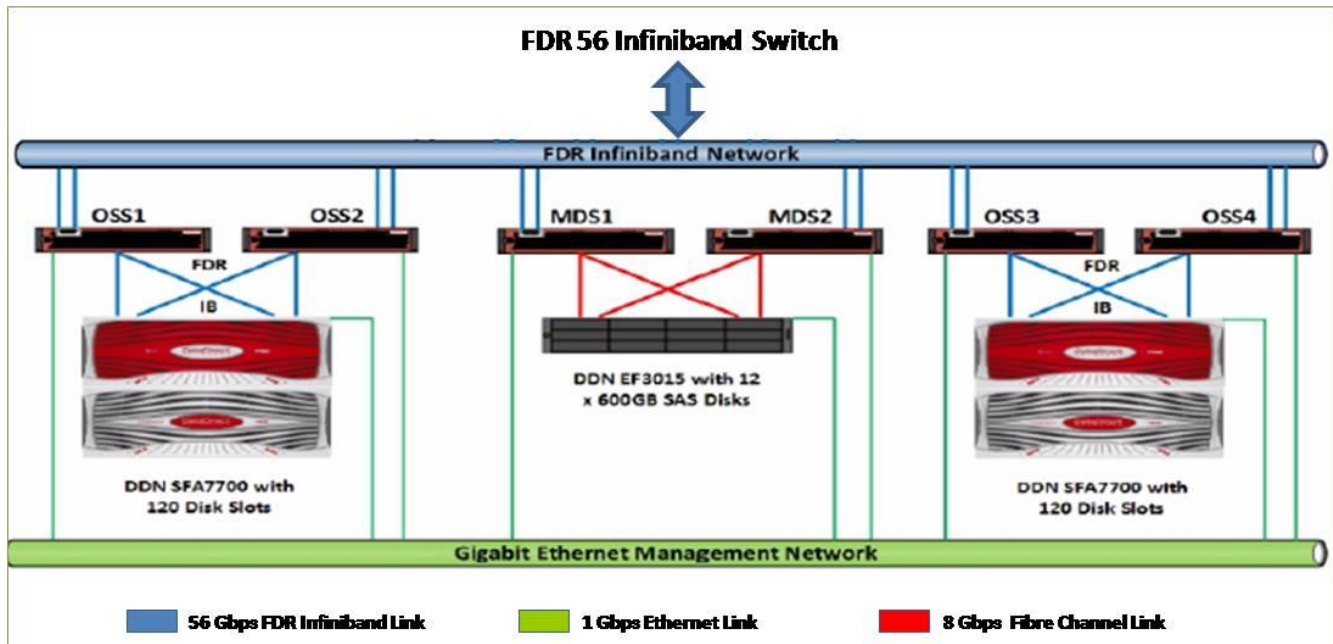 FDR 56 Infiniband Switch
FDR Infiniband Network
OSS1
OSS2
MDS1
MDS2
OSS3
OSS4
FDR
IB
FDR
IB
DDN EF3015 with 12
x 600GB SAS Disks
DDN SFA7700 with
120 Disk Slots
DDN SFA7700 with
120 Disk Slots
Gigabit Ethernet Management Network
56 Gbps FDR Infiniband Link
1 Gbps Ethernet Link
8 Gbps Fibre Channel Link